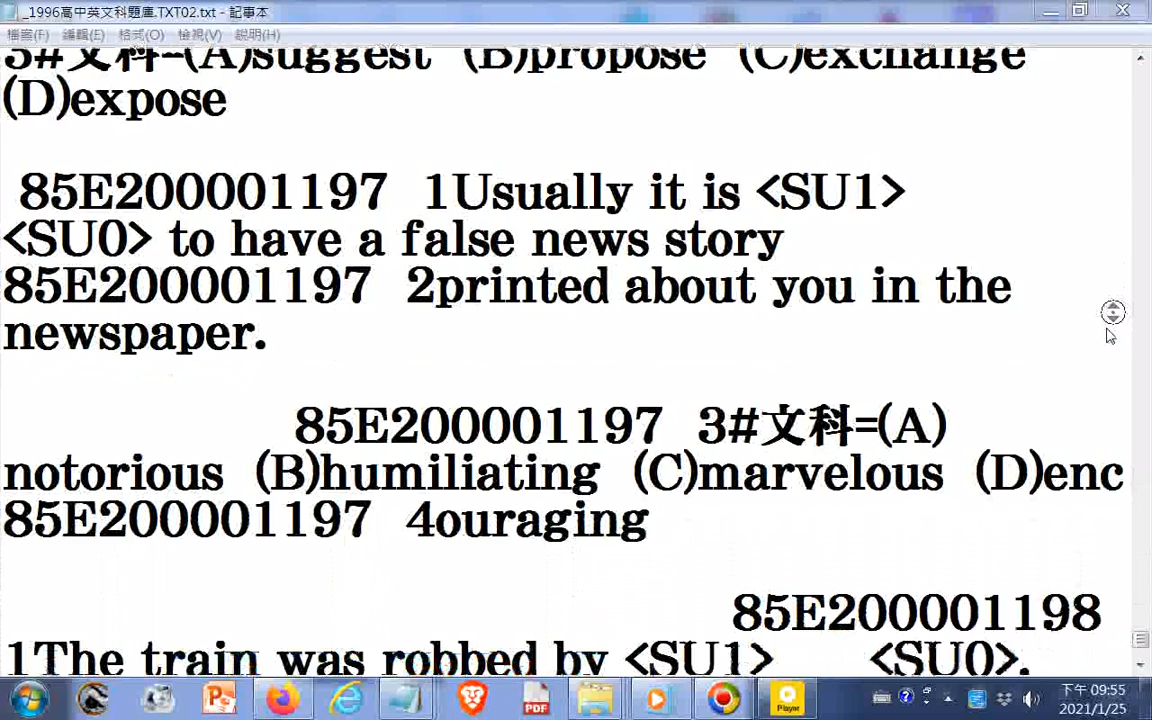 _1996高中英文科題庫.TXT02.txt - 記事本
檔案(F) 編輯(E) 格式(O) 檢視(V) 說明(H)
3#文科=(A)suggest (B)propose (C)exchange
(D)expose
85E200001197 1Usually it is <SU1>
<SU0> to have a false news story
85E200001197 2printed about you in the
newspaper.
85E200001197 3#文科=(A)
notorious (B)humiliating (C)marvelous (D)enc
85E200001197 4ouraging
85E200001198
1The train was robbed by <SU1> <SU0>.
PDF
Player
下午 09:55
2021/1/25